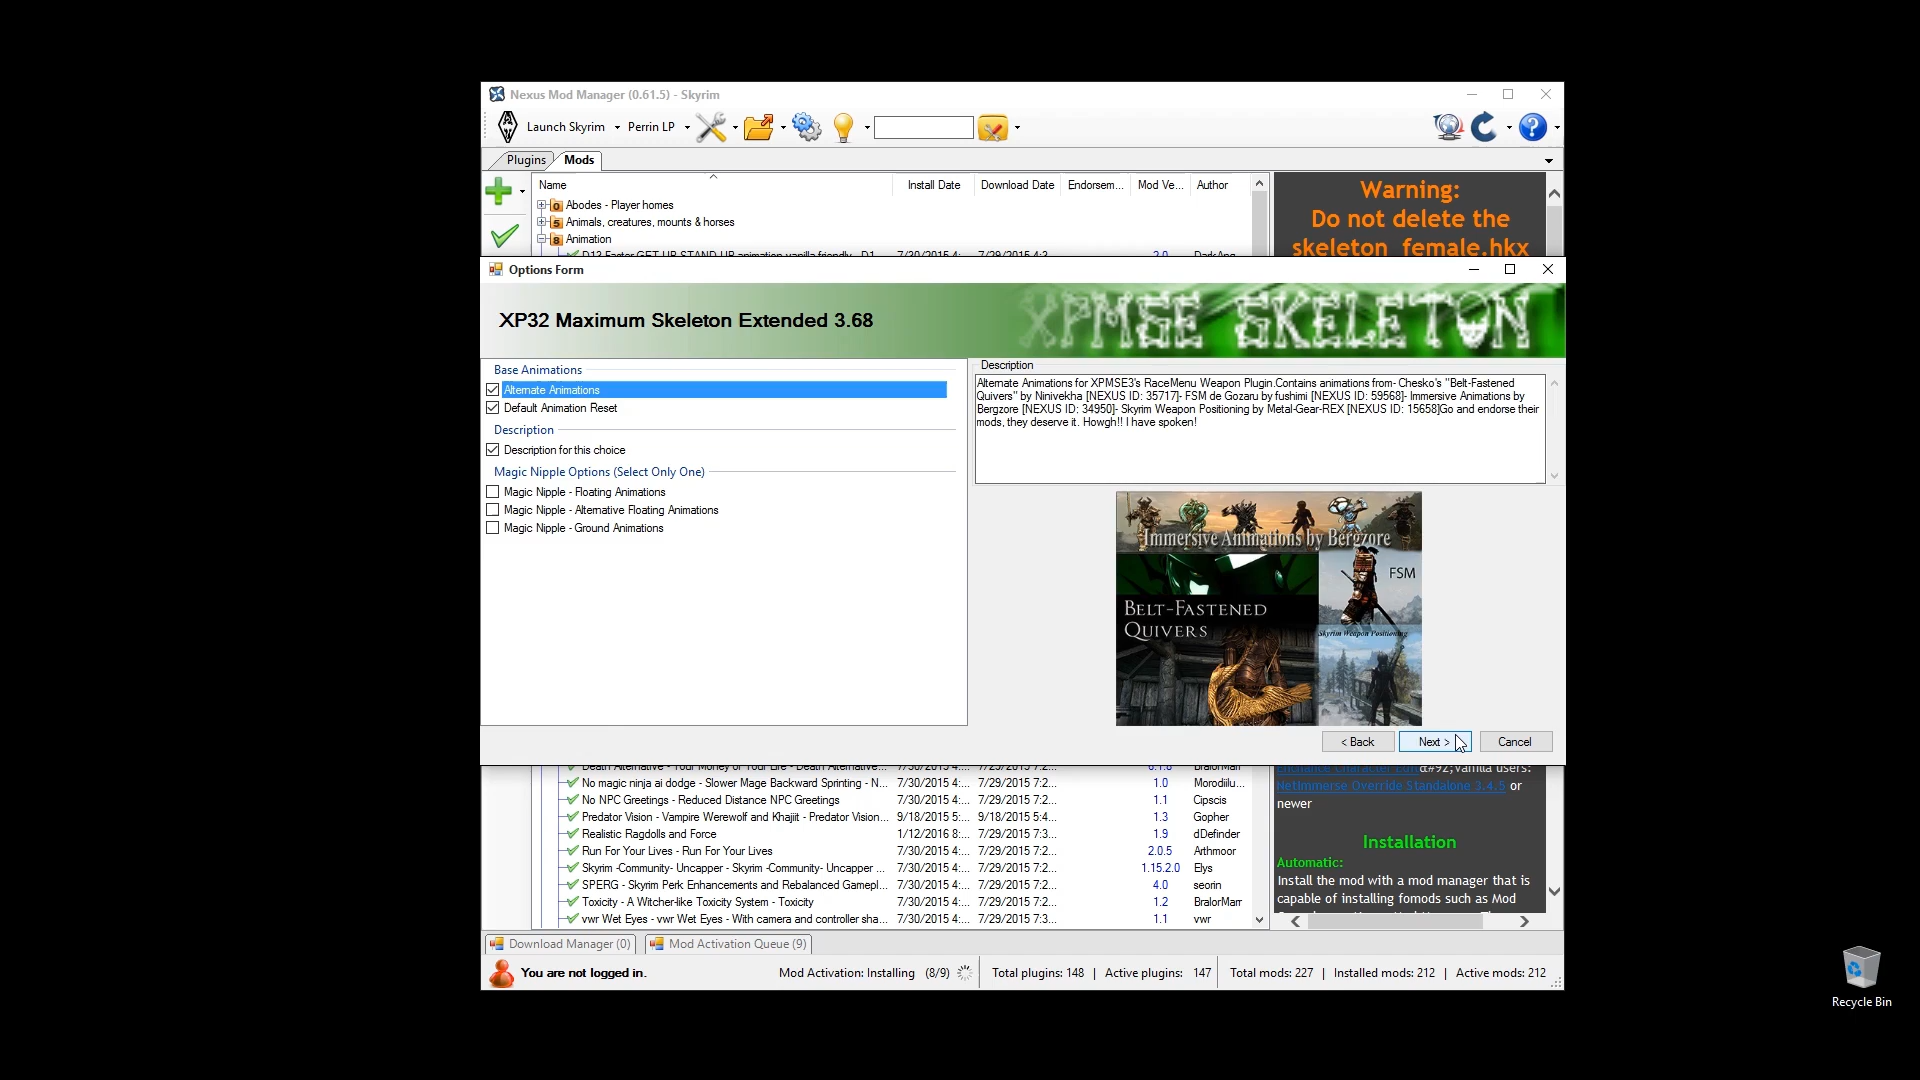 Nexus Mod Manager (0.61.5) - Skyrim
Launch Skyrim
Perrin LP
Plugins
Mods
Name
Install Date
Download Date
Endorsem...
Mod Ve...
Author
0 Abodes - Player homes
5 Animals, creatures, mounts & horses
8 Animation
Warning:
Do not delete the
skeleton_female.hkx
Options Form
XP32 Maximum Skeleton Extended 3.68
XPMSE SKELETON
Base Animations
Alternate Animations
Default Animation Reset
Description
Description for this choice
Magic Nipple Options (Select Only One)
Magic Nipple - Floating Animations
Magic Nipple - Alternative Floating Animations
Magic Nipple - Ground Animations
Description
Alternate Animations for XPMSE3's RaceMenu Weapon Plugin.Contains animations from- Chesko's "Belt-Fastened
Quivers" by Ninivekha [NEXUS ID: 35717]- FSM de Gozaru by fushimi [NEXUS ID: 59568]- Immersive Animations by
Bergzore [NEXUS ID: 34950]- Skyrim Weapon Positioning by Metal-Gear-REX [NEXUS ID: 15658]Go and endorse their
mods, they deserve it. Howgh!! I have spoken!
Immersive Animations by Bergzore
FSM
BELT-FASTENED
QUIVERS
Skyrim Weapon Positioning
< Back
Next >
Cancel
No magic ninja ai dodge - Slower Mage Backward Sprinting - N... 7/30/2015 4:... 7/29/2015 7:2... 1.0 Morodiilu...
No NPC Greetings - Reduced Distance NPC Greetings 7/30/2015 4:... 7/29/2015 7:2... 1.1 Cipscis
Predator Vision - Vampire Werewolf and Khajiit - Predator Vision... 9/18/2015 5:... 9/18/2015 5:4... 1.3 Gopher
Realistic Ragdolls and Force 1/12/2016 8:... 7/29/2015 7:3... 1.9 dDefinder
Run For Your Lives - Run For Your Lives 7/30/2015 4:... 7/29/2015 7:2... 2.0.5 Arthmoor
Skyrim -Community- Uncapper - Skyrim -Community- Uncapper ... 7/30/2015 4:... 7/29/2015 7:2... 1.15.2.0 Elys
SPERG - Skyrim Perk Enhancements and Rebalanced Gamepl... 7/30/2015 4:... 7/29/2015 7:2... 4.0 seorin
Toxicity - A Witcher-like Toxicity System - Toxicity 7/30/2015 4:... 7/29/2015 7:2... 1.2 BralorMarr
vwr Wet Eyes - vwr Wet Eyes - With camera and controller sha... 7/30/2015 4:... 7/29/2015 7:3... 1.1 vwr
&#92;Vanilla users:
NetImmerse Override Standalone 3.4.5 or
newer
Installation
Automatic:
Install the mod with a mod manager that is
capable of installing fomods such as Mod
Download Manager (0)
Mod Activation Queue (9)
You are not logged in.
Mod Activation: Installing (8/9)
Total plugins: 148 | Active plugins: 147
Total mods: 227 | Installed mods: 212 | Active mods: 212
Recycle Bin